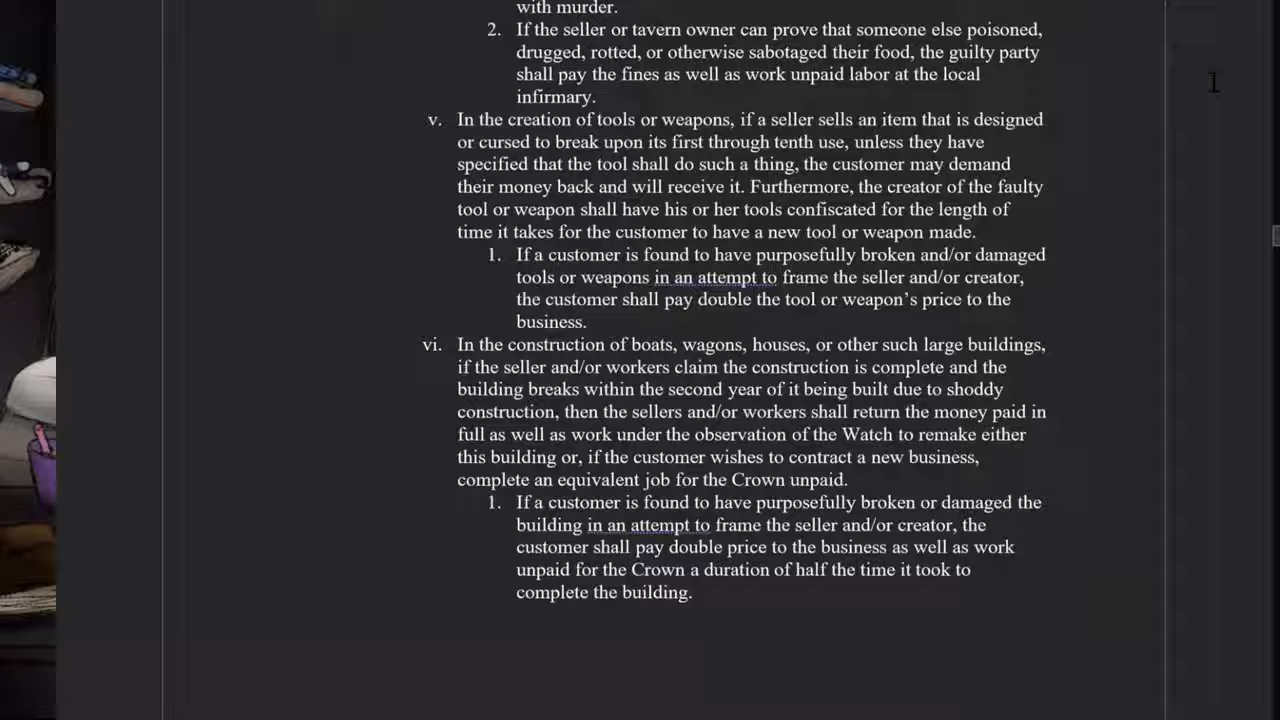 with murder.
2. If the seller or tavern owner can prove that someone else poisoned,
drugged, rotted, or otherwise sabotaged their food, the guilty party
shall pay the fines as well as work unpaid labor at the local
infirmary.
1
v. In the creation of tools or weapons, if a seller sells an item that is designed
or cursed to break upon its first through tenth use, unless they have
specified that the tool shall do such a thing, the customer may demand
their money back and will receive it. Furthermore, the creator of the faulty
tool or weapon shall have his or her tools confiscated for the length of
time it takes for the customer to have a new tool or weapon made.
1. If a customer is found to have purposefully broken and/or damaged
tools or weapons in an attempt to frame the seller and/or creator,
the customer shall pay double the tool or weapon’s price to the
business.
vi. In the construction of boats, wagons, houses, or other such large buildings,
if the seller and/or workers claim the construction is complete and the
building breaks within the second year of it being built due to shoddy
construction, then the sellers and/or workers shall return the money paid in
full as well as work under the observation of the Watch to remake either
this building or, if the customer wishes to contract a new business,
complete an equivalent job for the Crown unpaid.
1. If a customer is found to have purposefully broken or damaged the
building in an attempt to frame the seller and/or creator, the
customer shall pay double price to the business as well as work
unpaid for the Crown a duration of half the time it took to
complete the building.